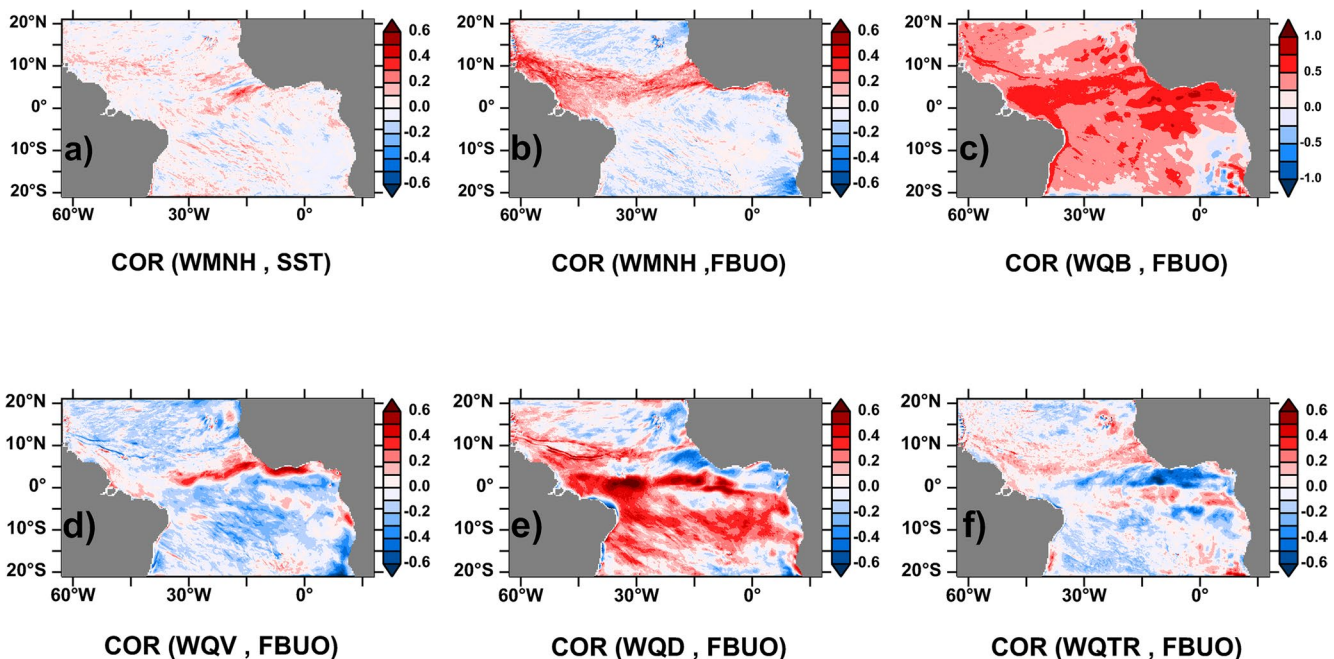 20°N
10°N
0°
10°S
20°S
60°W 30°W 0°
0.6
0.4
0.2
0.0
-0.2
-0.4
-0.6
a)
COR (WMNH , SST)
20°N
10°N
0°
10°S
20°S
60°W 30°W 0°
0.6
0.4
0.2
0.0
-0.2
-0.4
-0.6
b)
COR (WMNH ,FBUO)
20°N
10°N
0°
10°S
20°S
60°W 30°W 0°
1.0
0.5
0.0
-0.5
-1.0
c)
COR (WQB , FBUO)
20°N
10°N
0°
10°S
20°S
60°W 30°W 0°
0.6
0.4
0.2
0.0
-0.2
-0.4
-0.6
d)
COR (WQV , FBUO)
20°N
10°N
0°
10°S
20°S
60°W 30°W 0°
0.6
0.4
0.2
0.0
-0.2
-0.4
-0.6
e)
COR (WQD , FBUO)
20°N
10°N
0°
10°S
20°S
60°W 30°W 0°
0.6
0.4
0.2
0.0
-0.2
-0.4
-0.6
f)
COR (WQTR , FBUO)